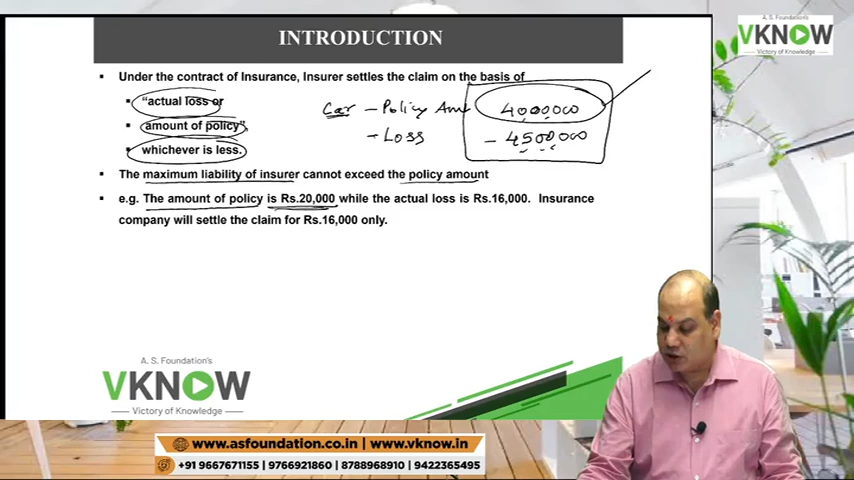 A. S. Foundation's
VKNOW
Victory of Knowledge
INTRODUCTION
Under the contract of Insurance, Insurer settles the claim on the basis of
"actual loss or
amount of policy",
whichever is less.
Car - Policy Amt 4000000
- Loss - 4500000
The maximum liability of insurer cannot exceed the policy amount
e.g. The amount of policy is Rs.20,000 while the actual loss is Rs.16,000. Insurance
company will settle the claim for Rs.16,000 only.
A. S. Foundation's
VKNOW
Victory of Knowledge
www.asfoundation.co.in | www.vknow.in
+91 9667671155 | 9766921860 | 8788968910 | 9422365495